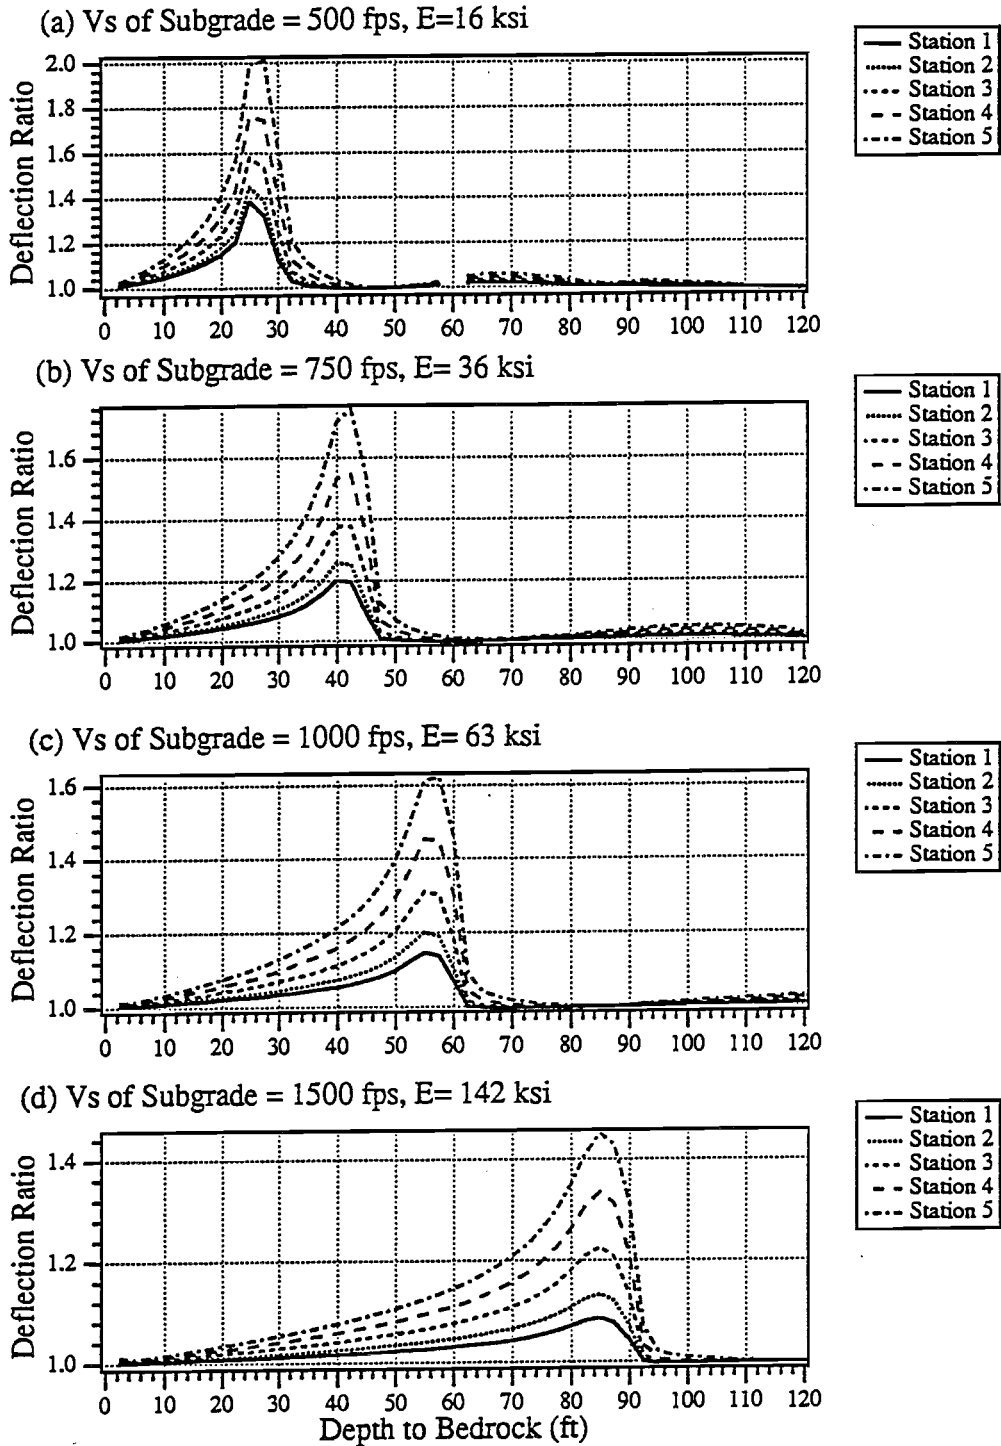 (a) Vs of Subgrade = 500 fps, E=16 ksi
Deflection Ratio
2.0
1.8
1.6
1.4
1.2
1.0
0 10 20 30 40 50 60 70 80 90 100 110 120
Station 1
Station 2
Station 3
Station 4
Station 5
(b) Vs of Subgrade = 750 fps, E= 36 ksi
Deflection Ratio
1.6
1.4
1.2
1.0
0 10 20 30 40 50 60 70 80 90 100 110 120
Station 1
Station 2
Station 3
Station 4
Station 5
(c) Vs of Subgrade = 1000 fps, E= 63 ksi
Deflection Ratio
1.6
1.4
1.2
1.0
0 10 20 30 40 50 60 70 80 90 100 110 120
Station 1
Station 2
Station 3
Station 4
Station 5
(d) Vs of Subgrade = 1500 fps, E= 142 ksi
Deflection Ratio
1.4
1.2
1.0
0 10 20 30 40 50 60 70 80 90 100 110 120
Depth to Bedrock (ft)
Station 1
Station 2
Station 3
Station 4
Station 5